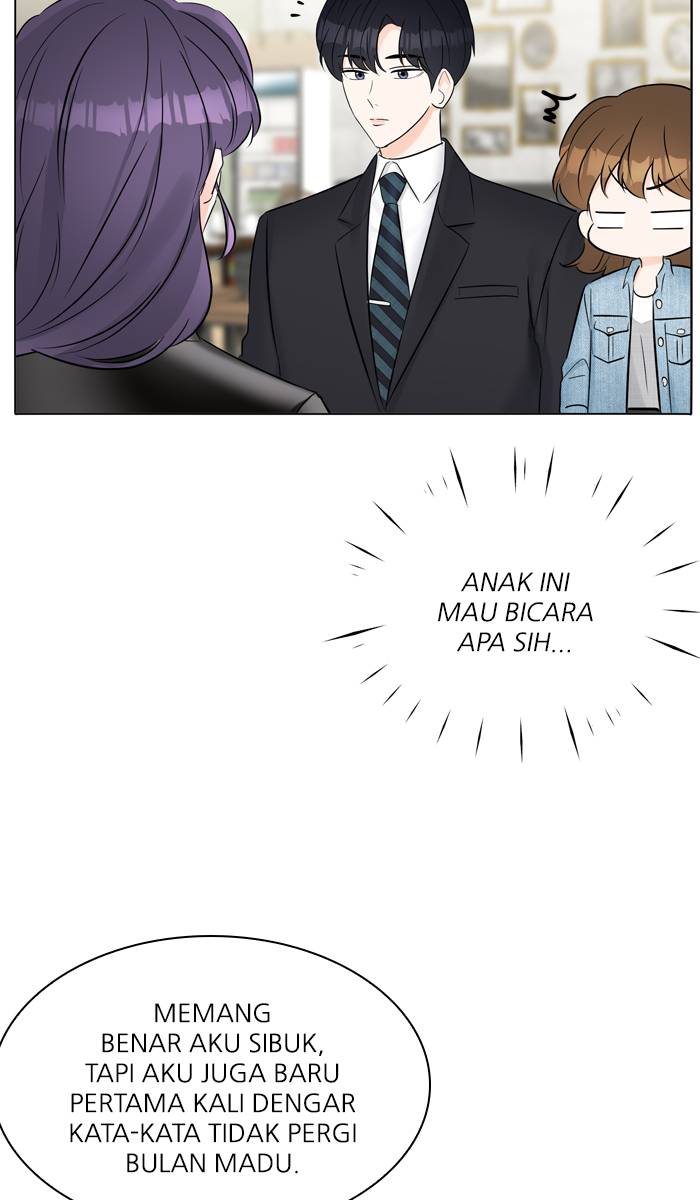 ANAK INI
MAU BICARA
APA SIH...
MEMANG
BENAR AKU SIBUK,
TAPI AKU JUGA BARU
PERTAMA KALI DENGAR
KATA-KATA TIDAK PERGI
BULAN MADU.